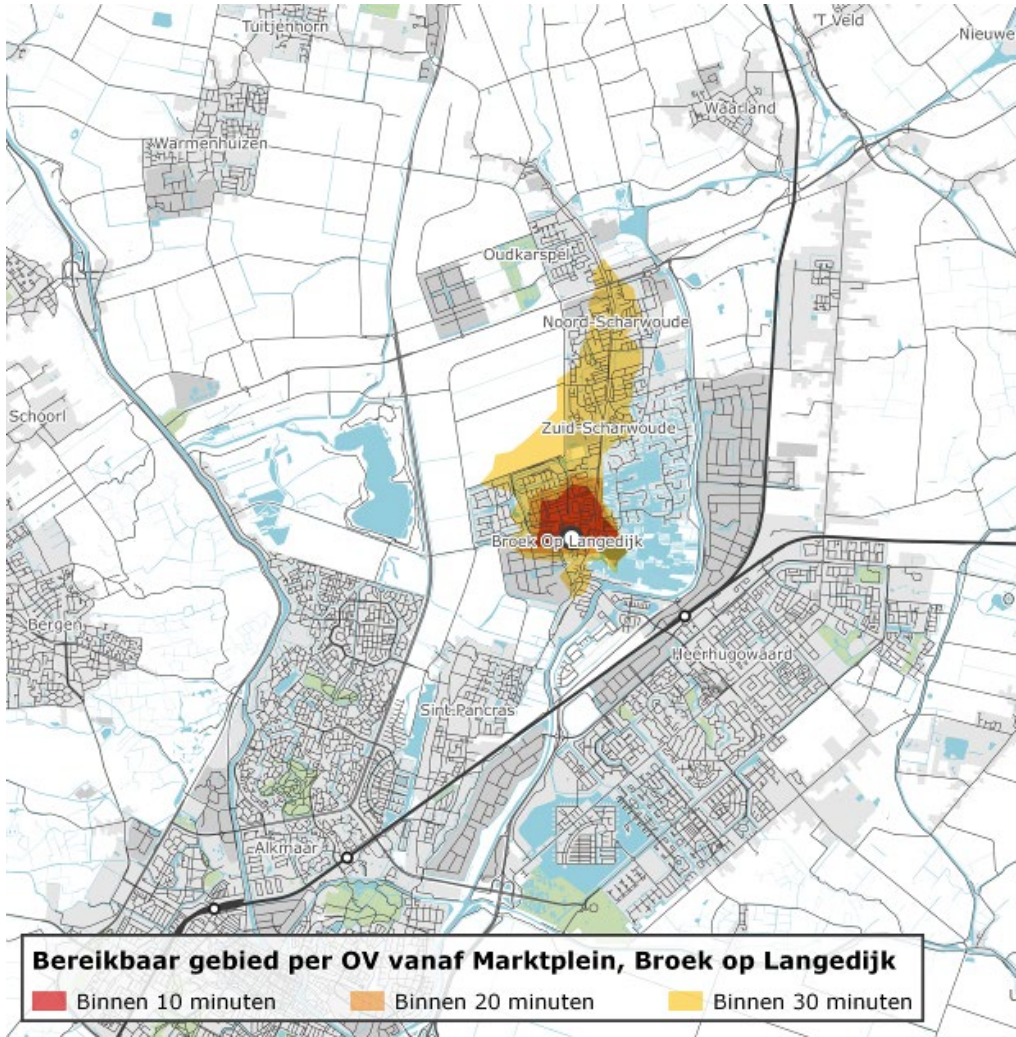 Tuitjenhorn
'T Veld
Nieuwe
Waarland
Warmenhuizen
Oudkarspel
Noord-Scharwoude
Schoorl
Zuid-Scharwoude
Broek Op Langedijk
Bergen
Heerhugowaard
Sint Pancras
Alkmaar
Bereikbaar gebied per OV vanaf Marktplein, Broek op Langedijk
Binnen 10 minuten Binnen 20 minuten Binnen 30 minuten